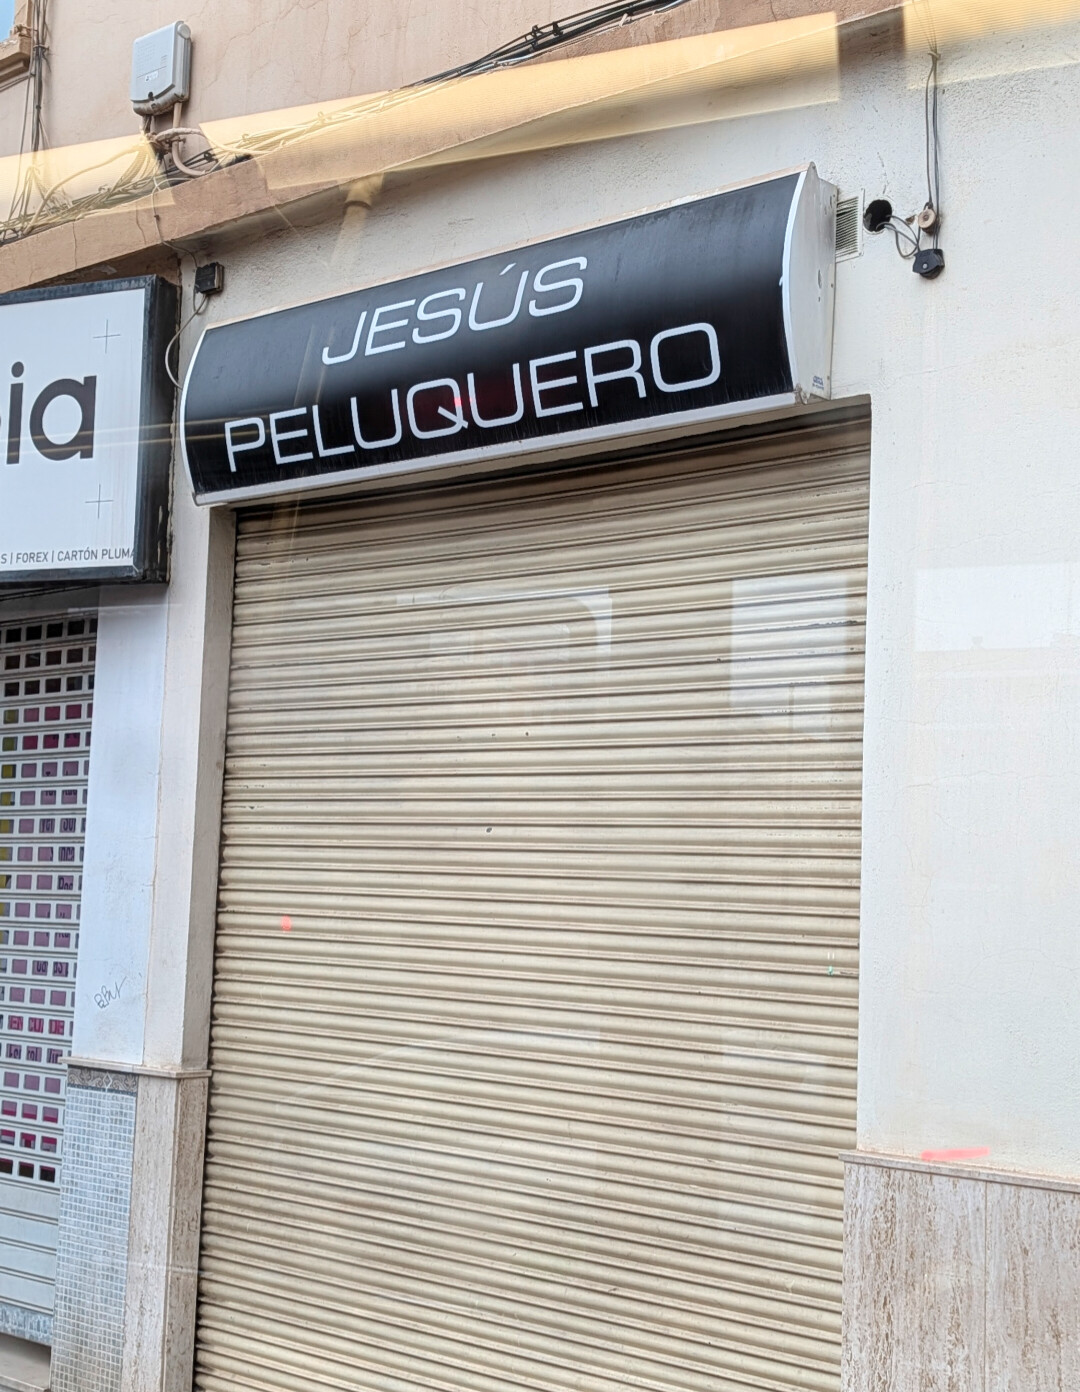 JESÚS
PELUQUERO
ia
S | FOREX | CARTÓN PLUMA